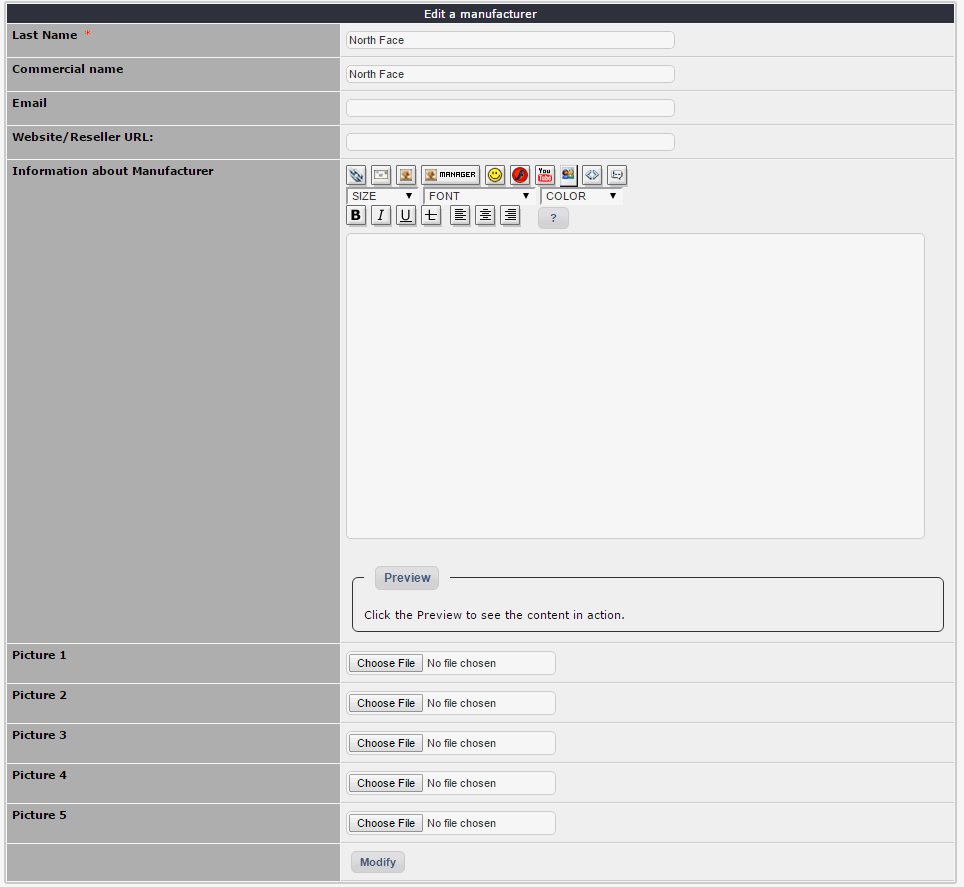 Edit a manufacturer
Last Name *
North Face
Commercial name
North Face
Email
Website/Reseller URL:
Information about Manufacturer
MANAGER
You
Tube
SIZE ▼ FONT ▼ COLOR ▼
B I U T
?
Preview
Click the Preview to see the content in action.
Picture 1
Choose File No file chosen
Picture 2
Choose File No file chosen
Picture 3
Choose File No file chosen
Picture 4
Choose File No file chosen
Picture 5
Choose File No file chosen
Modify